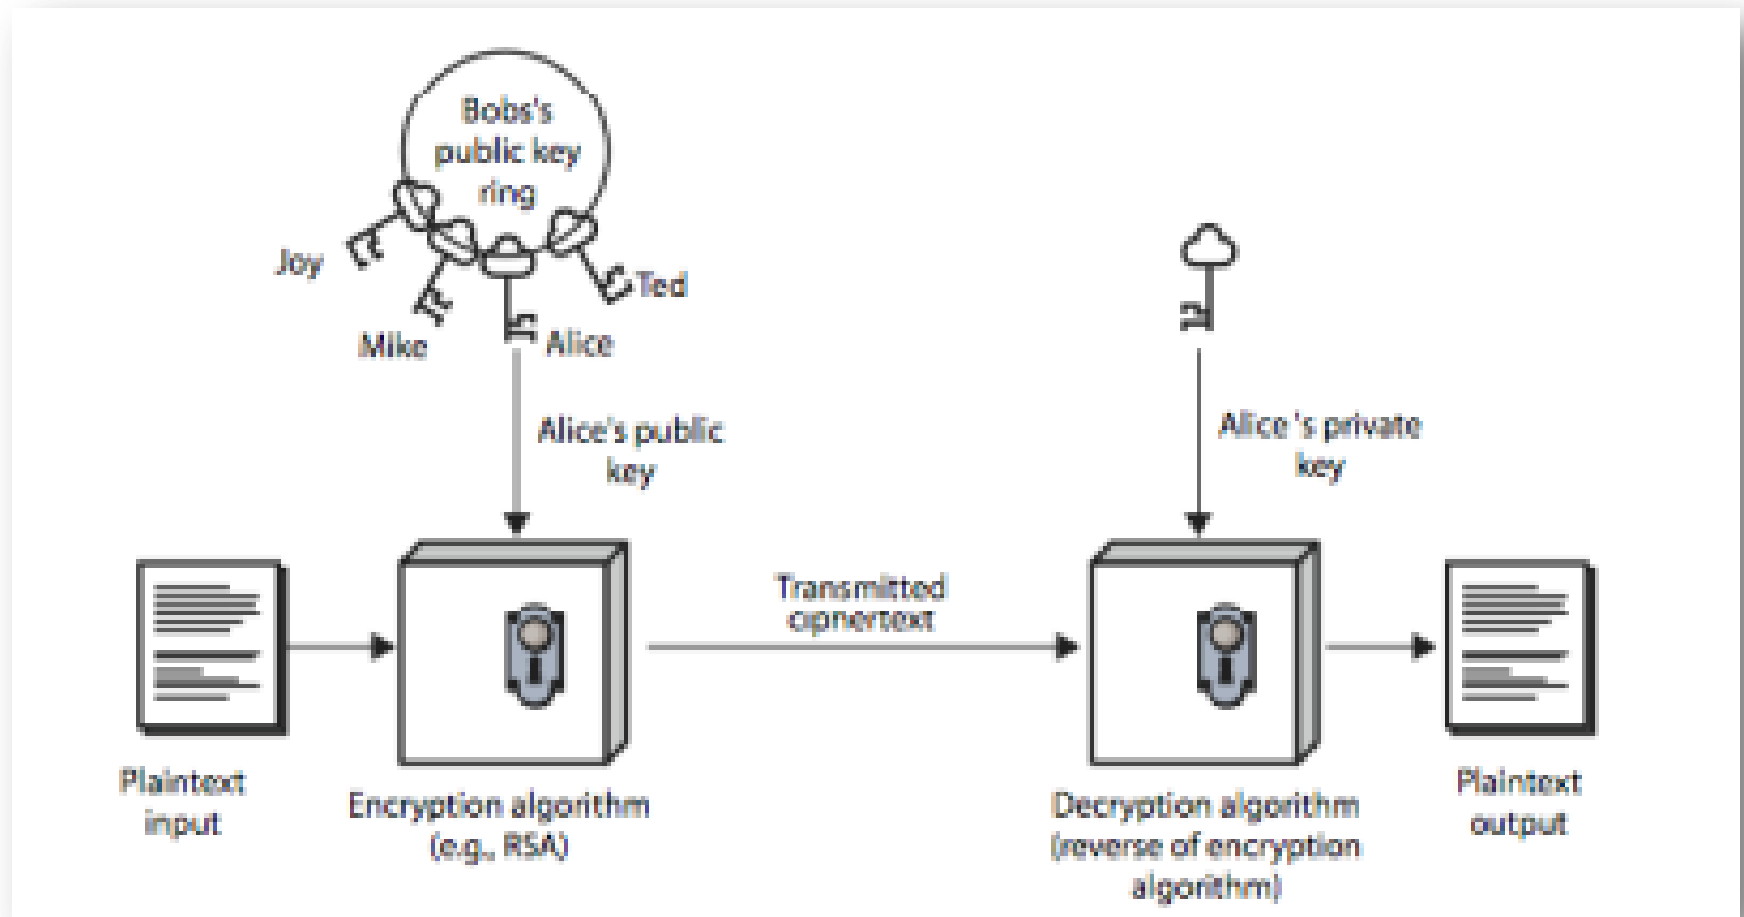 Bobs's
public key
ring
Joy
Ted
Mike
Alice
Alice's public
key
Alice 's private
key
Transmitted
ciphertext
Plaintext
input
Encryption algorithm
(e.g., RSA)
Decryption algorithm
(reverse of encryption
algorithm)
Plaintext
output